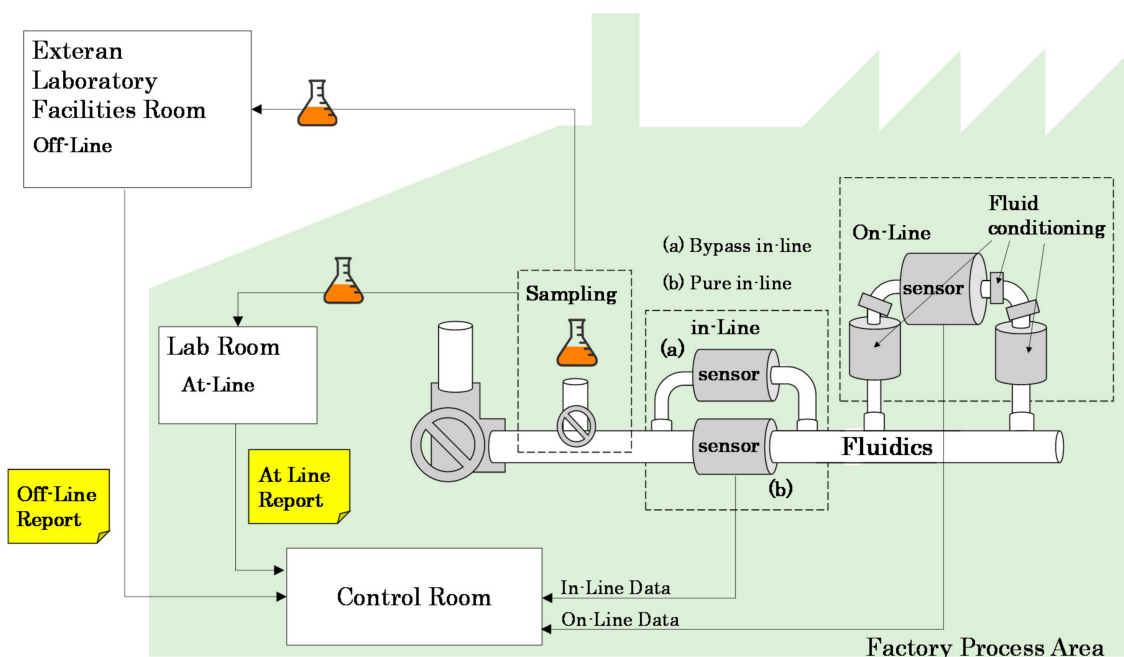 Exteran
Laboratory
Facilities Room
Off-Line
Fluid
conditioning
On-Line
(a) Bypass in-line
(b) Pure in-line
sensor
Sampling
in-Line
(a)
sensor
Lab Room
At-Line
sensor
Fluidics
(b)
At Line
Report
Off-Line
Report
Control Room
In-Line Data
On-Line Data
Factory Process Area